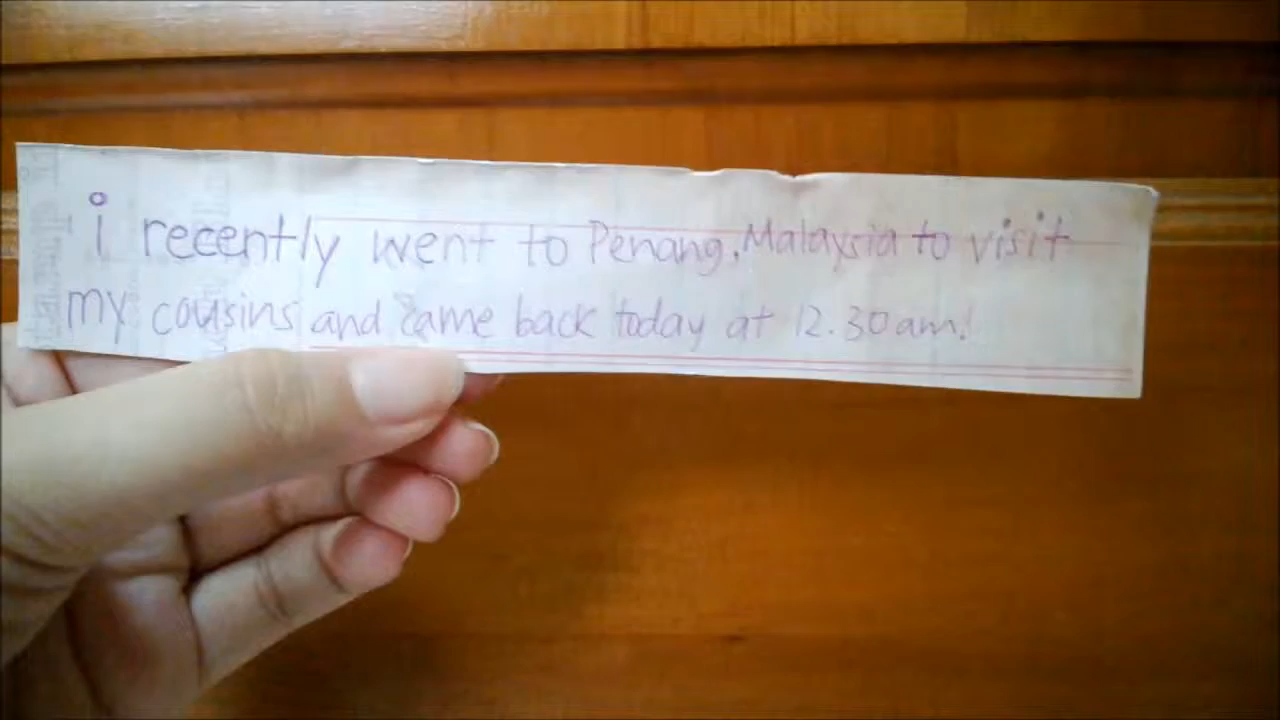 i recently went to Penang, Malaysia to visit
my cousins and came back today at 12.30am!